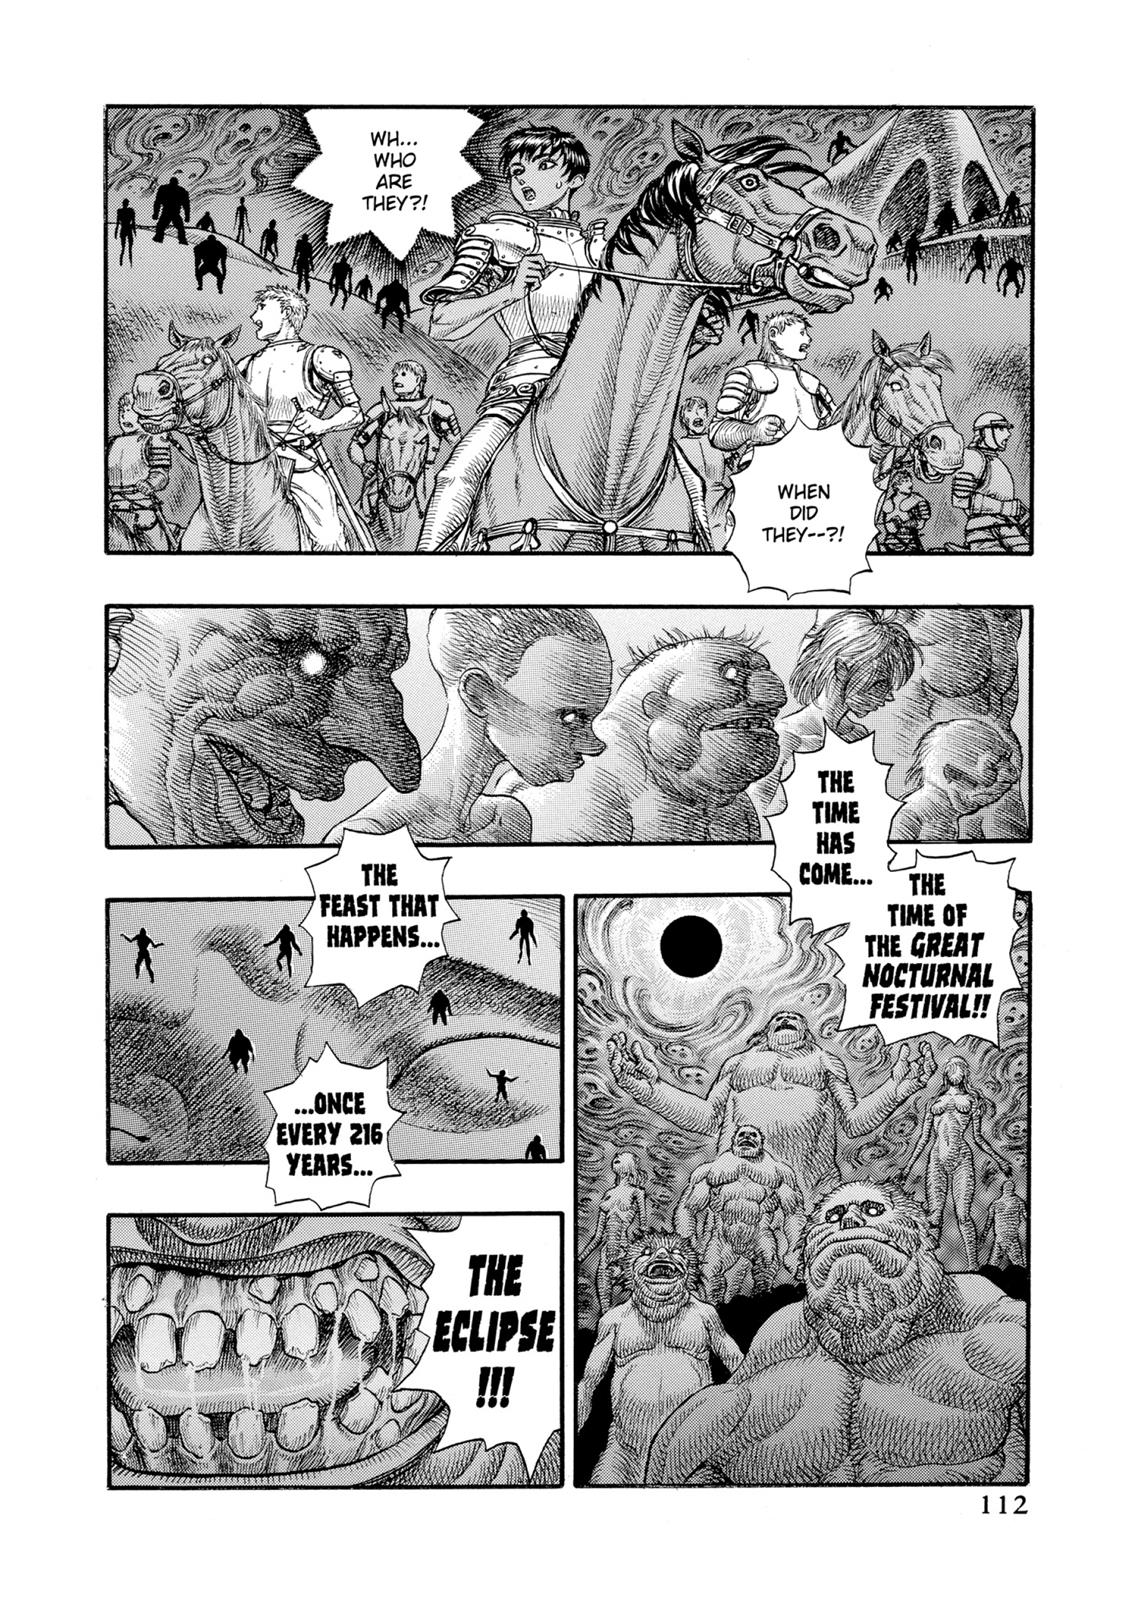 WH...
WHO
ARE
THEY?!
WHEN
DID
THEY--?!
THE
TIME
HAS
COME...
THE
TIME OF
THE GREAT
NOCTURNAL
FESTIVAL!!
THE
FEAST THAT
HAPPENS...
...ONCE
EVERY 216
YEARS...
THE
ECLIPSE
!!!
112